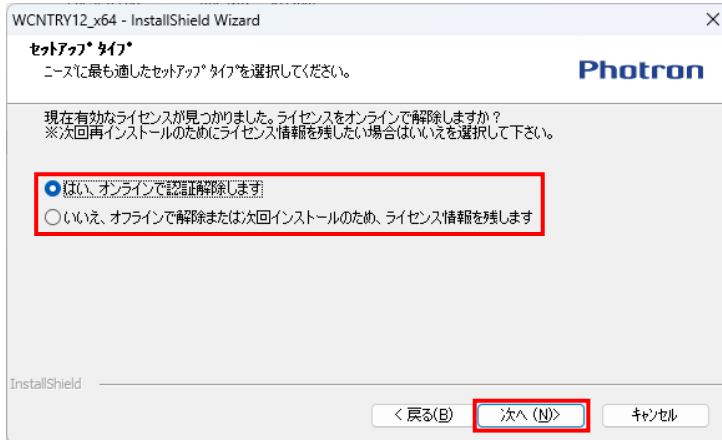 WCNTRY12_x64 - InstallShield Wizard
セットアップ タイプ
ニーズに最も適したセットアップ タイプを選択してください。
Photron
現在有効なライセンスが見つかりました。ライセンスをオンラインで解除しますか?
※次回再インストールのためにライセンス情報を残したい場合はいいえを選択して下さい。
はい、オンラインで認証解除します
いいえ、オフラインで解除または次回インストールのため、ライセンス情報を残します
InstallShield
< 戻る(B)
次へ (N)>
キャンセル